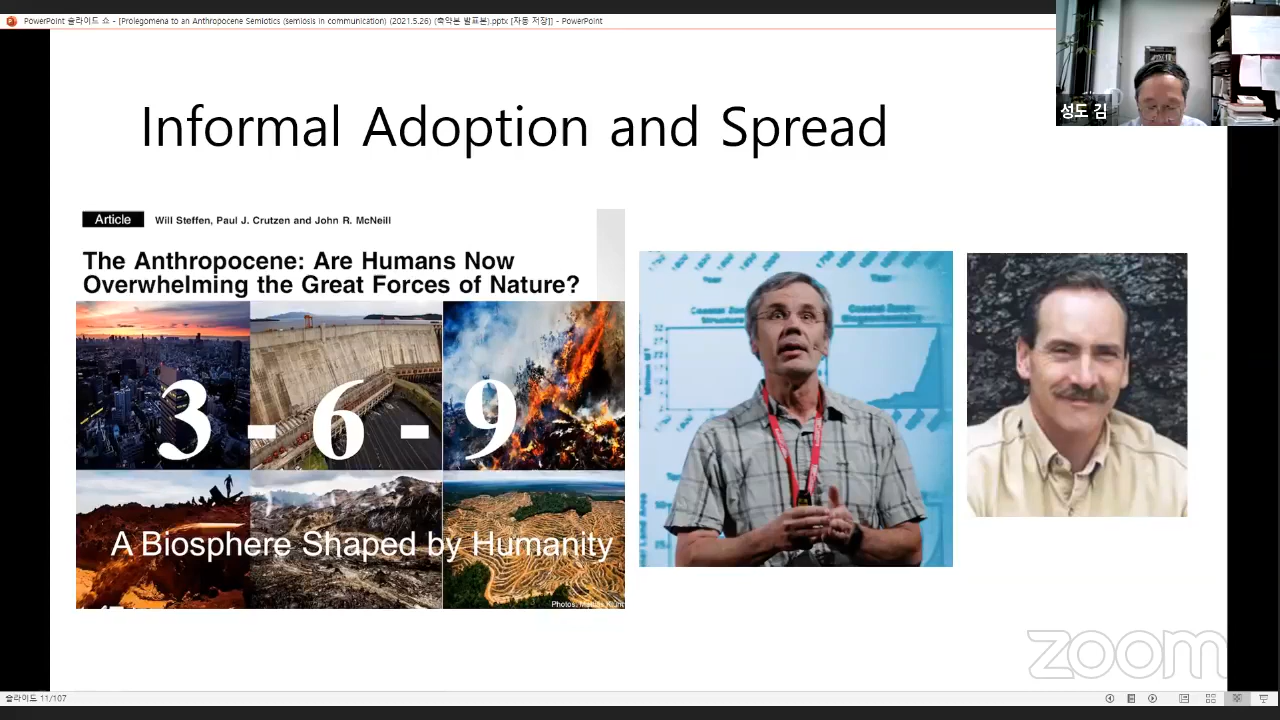 PowerPoint 슬라이드 쇼 - [Prolegomena to an Anthropocene Semiotics (semiosis in communication) (2021.5.26) (축약본 발표본).pptx [자동 저장]] - PowerPoint
성도 김
Informal Adoption and Spread
Article Will Steffen, Paul J. Crutzen and John R. McNeill
The Anthropocene: Are Humans Now
Overwhelming the Great Forces of Nature?
3 - 6 - 9
A Biosphere Shaped by Humanity
zoom
슬라이드 11/107